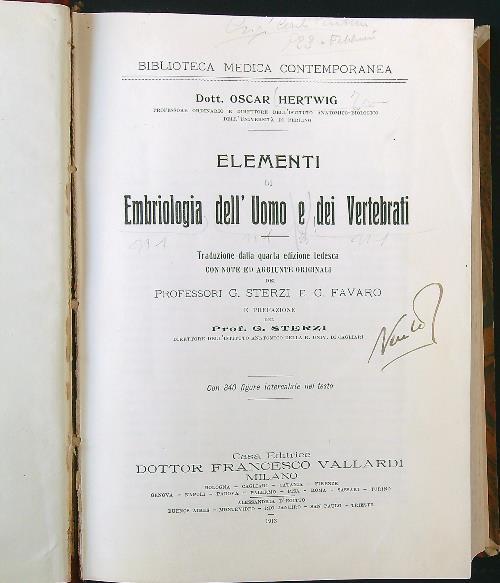 BIBLIOTECA MEDICA CONTEMPORANEA
Dott. OSCAR HERTWIG
PROFESSORE ORDINARIO E DIRETTORE DELL'ISTITUTO ANATOMICO-BIOLOGICO
DELL'UNIVERSITÀ DI BERLINO
ELEMENTI
DI
Embriologia dell' Uomo e dei Vertebrati
Traduzione dalla quarta edizione tedesca
CON NOTE ED AGGIUNTE ORIGINALI
DEI
PROFESSORI G. STERZI E G. FAVARO
E PREFAZIONE
DEL
Prof. G. STERZI
DIRETTORE DELL'ISTITUTO ANATOMICO DELLA R. UNIV. DI CAGLIARI
Con 340 figure intercalate nel testo
Casa Editrice
DOTTOR FRANCESCO VALLARDI
MILANO
BOLOGNA - CAGLIARI - CATANIA - FIRENZE
GENOVA - NAPOLI - PADOVA - PALERMO - PISA - ROMA - SASSARI - TORINO
ALESSANDRIA D'EGITTO
BUENOS AIRES - MONTEVIDEO - RIO JANEIRO - SAN PAULO - TRIESTE
1913